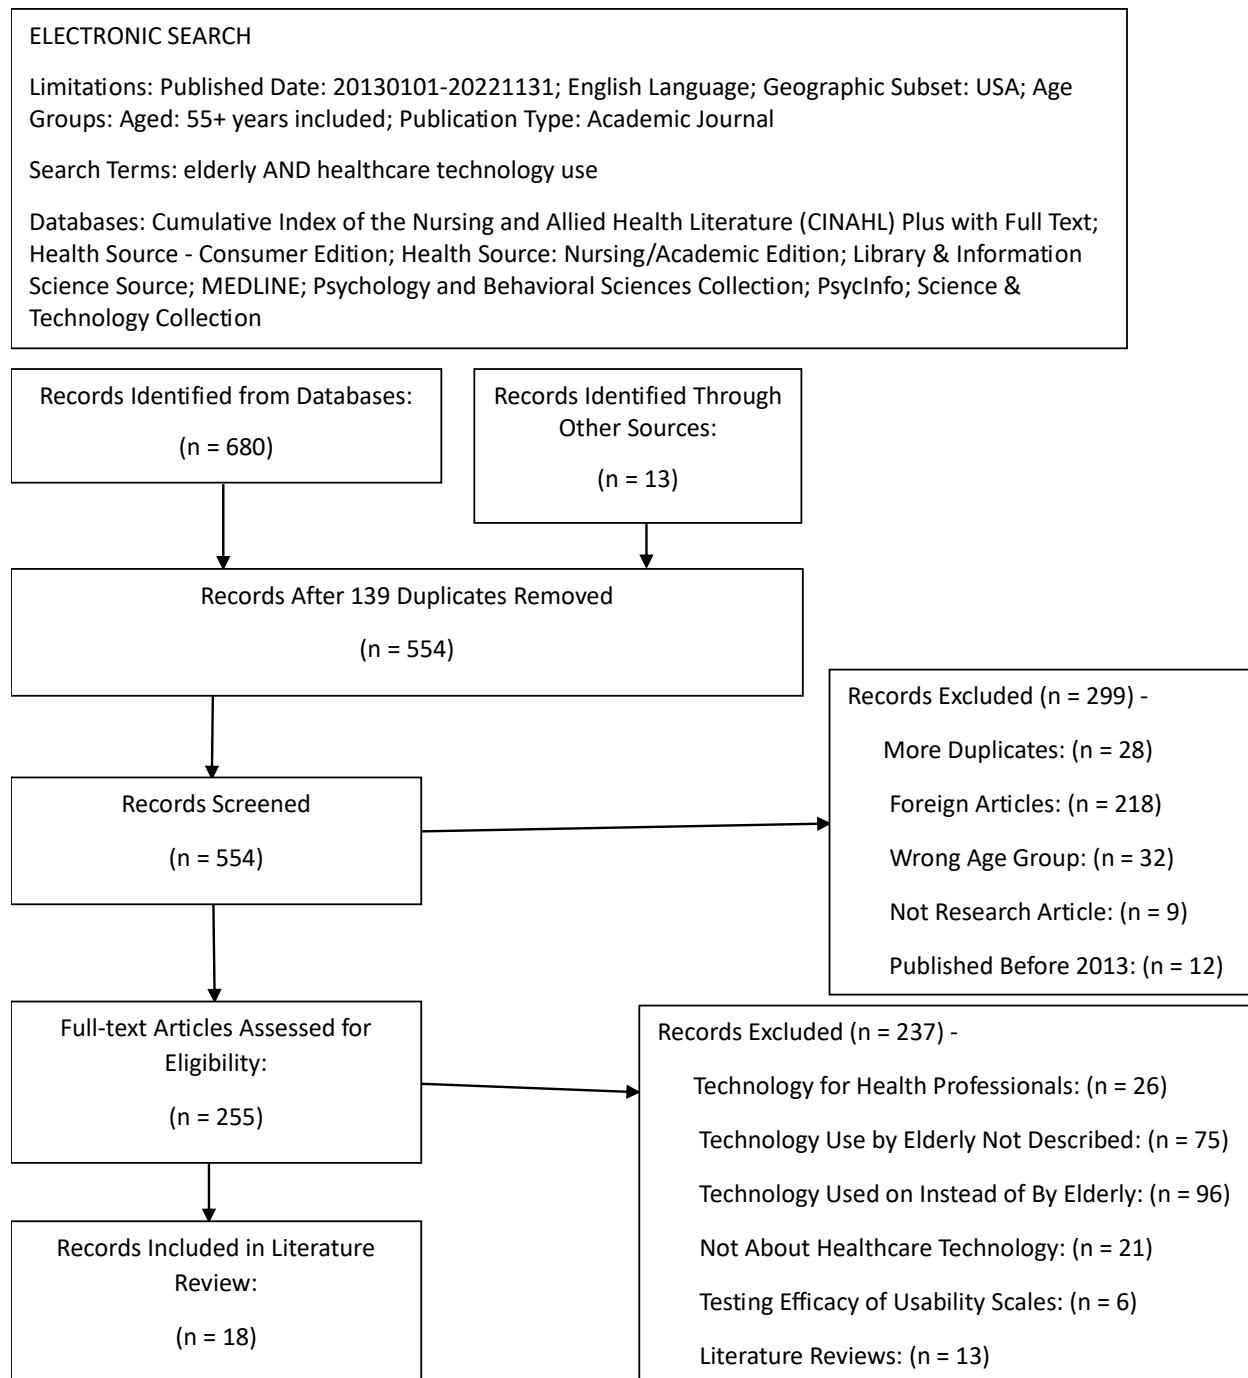 ELECTRONIC SEARCH
Limitations: Published Date: 20130101-20221131; English Language; Geographic Subset: USA; Age
Groups: Aged: 55+ years included; Publication Type: Academic Journal
Search Terms: elderly AND healthcare technology use
Databases: Cumulative Index of the Nursing and Allied Health Literature (CINAHL) Plus with Full Text;
Health Source - Consumer Edition; Health Source: Nursing/Academic Edition; Library & Information
Science Source; MEDLINE; Psychology and Behavioral Sciences Collection; PsycInfo; Science &
Technology Collection
Records Identified from Databases:
(n = 680)
Records Identified Through
Other Sources:
(n = 13)
Records After 139 Duplicates Removed
(n = 554)
Records Screened
(n = 554)
Records Excluded (n = 299) -
More Duplicates: (n = 28)
Foreign Articles: (n = 218)
Wrong Age Group: (n = 32)
Not Research Article: (n = 9)
Published Before 2013: (n = 12)
Full-text Articles Assessed for
Eligibility:
(n = 255)
Records Excluded (n = 237) -
Technology for Health Professionals: (n = 26)
Technology Use by Elderly Not Described: (n = 75)
Technology Used on Instead of By Elderly: (n = 96)
Not About Healthcare Technology: (n = 21)
Testing Efficacy of Usability Scales: (n = 6)
Literature Reviews: (n = 13)
Records Included in Literature
Review:
(n = 18)